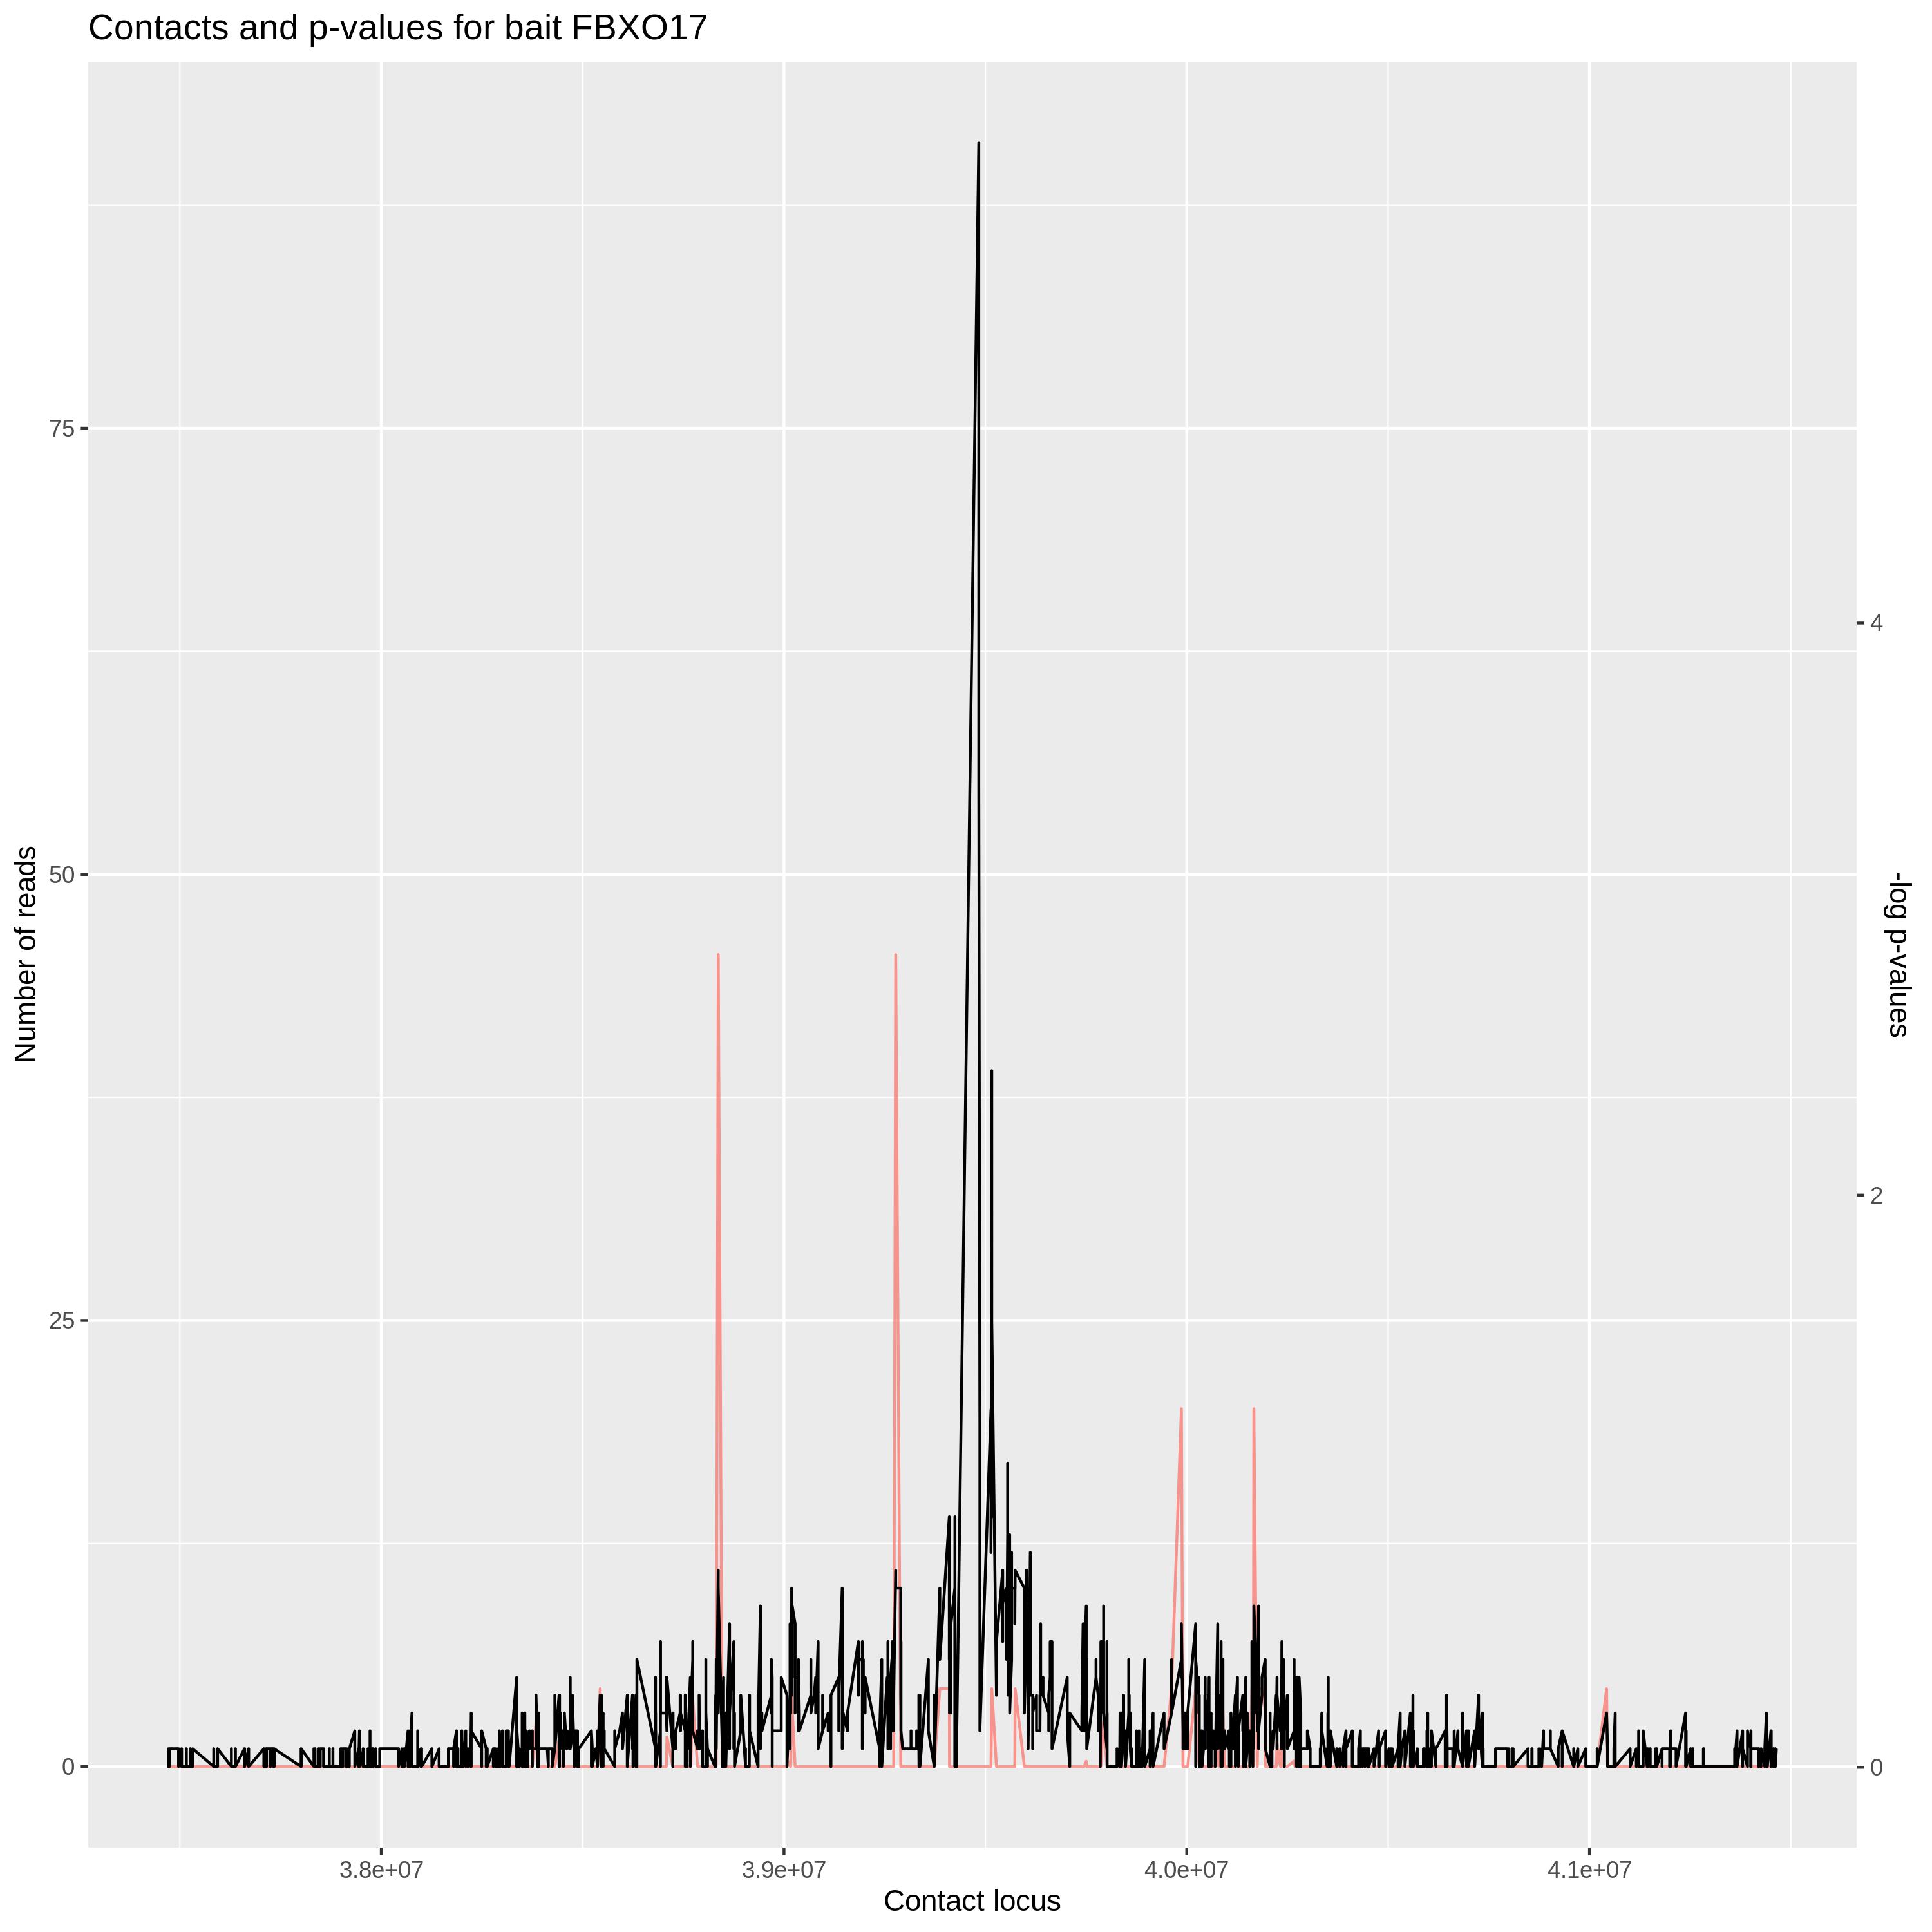 Contacts and p-values for bait FBXO17
Number of reads
75
50
25
0
-log p-values
4
2
0
3.8e+07
3.9e+07
4.0e+07
4.1e+07
Contact locus